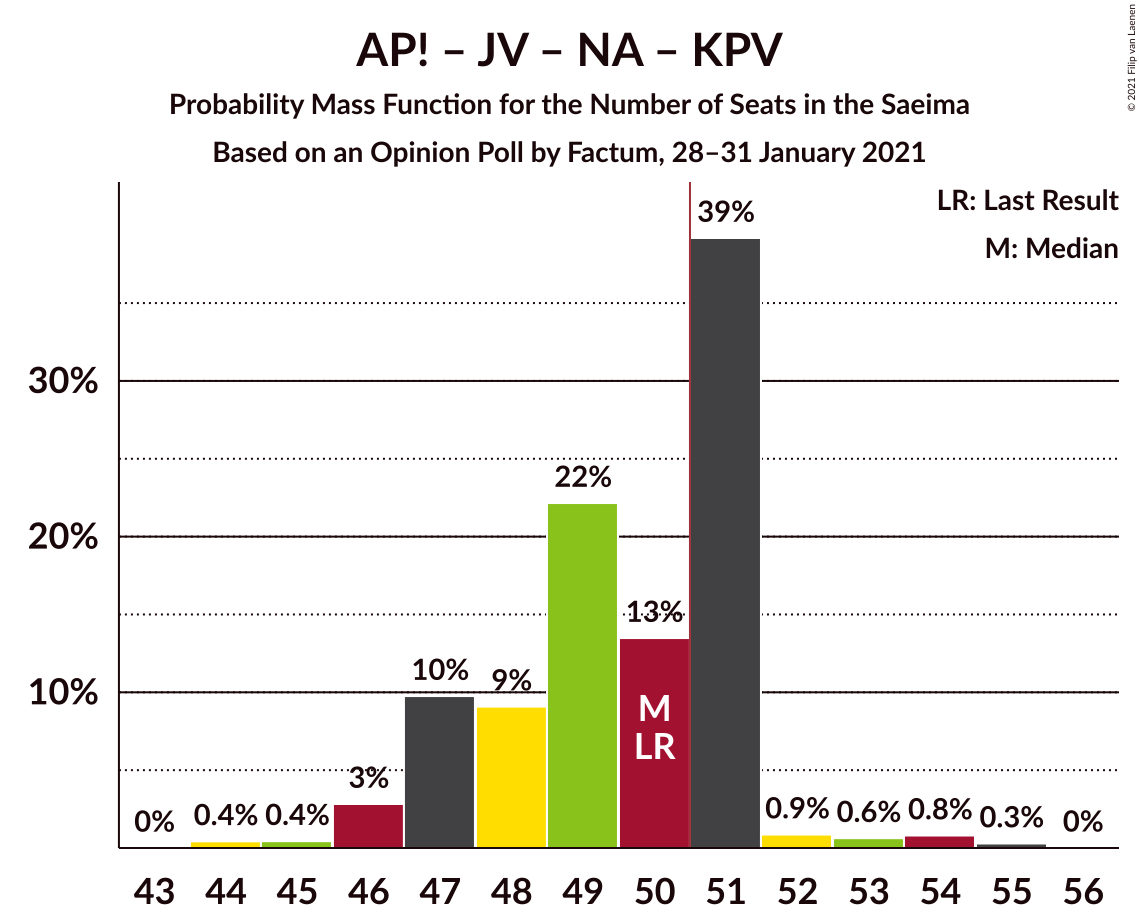 AP! – JV – NA – KPV
Probability Mass Function for the Number of Seats in the Saeima
Based on an Opinion Poll by Factum, 28–31 January 2021
© 2021 Filip van Laenen
LR: Last Result
M: Median
39%
30%
22%
20%
13%
10%
9%
10%
M
LR
3%
0%
0.4%
0.4%
0.9%
0.6%
0.8%
0.3%
0%
43 44 45 46 47 48 49 50 51 52 53 54 55 56